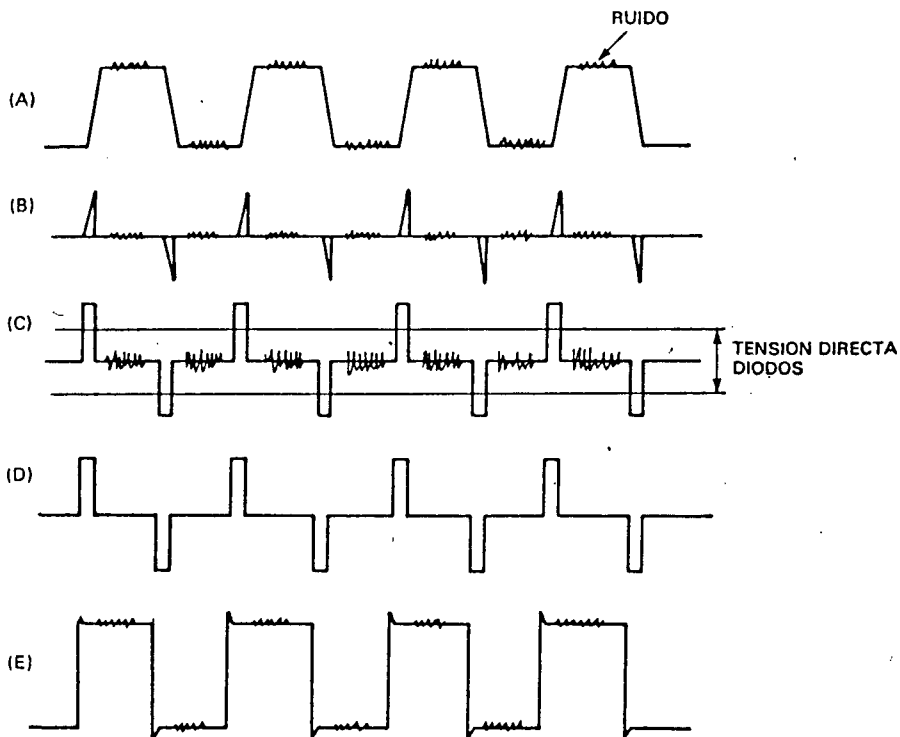 RUIDO
(A)
(B)
(C)
TENSION DIRECTA
DIODOS
(D)
(E)